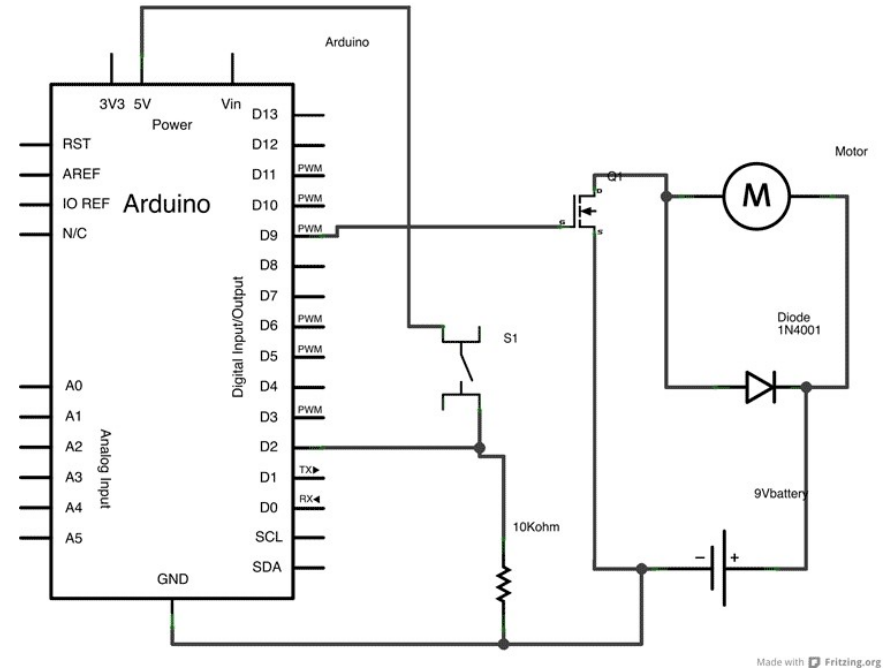 Arduino
3V3 5V Vin
Power
D13
RST D12
AREF D11 PWM
IO REF Arduino D10 PWM
N/C D9 PWM
D8
D7
Digital Input/Output
D6 PWM
D5 PWM
A0 D4
A1 D3 PWM
A2 D2
A3 D1 TX▶
A4 D0 RX◀
A5 SCL
SDA
Analog Input
GND
S1
10Kohm
Q1
G
D
S
M
Motor
Diode
1N4001
9Vbattery
− +
Made with Fritzing.org